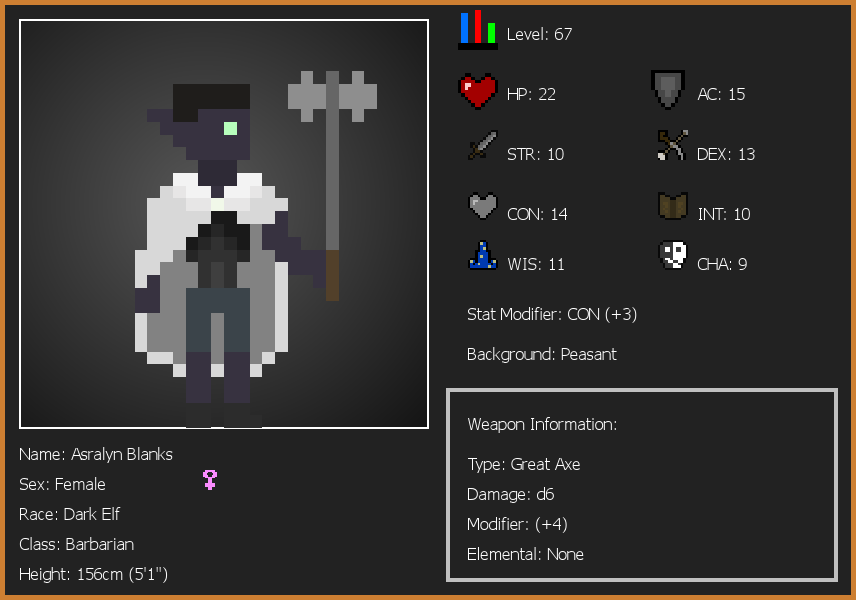 Level: 67
HP: 22
AC: 15
STR: 10
DEX: 13
CON: 14
INT: 10
WIS: 11
CHA: 9
Stat Modifier: CON (+3)
Background: Peasant
Weapon Information:
Type: Great Axe
Damage: d6
Modifier: (+4)
Elemental: None
Name: Asralyn Blanks
Sex: Female
Race: Dark Elf
Class: Barbarian
Height: 156cm (5'1")